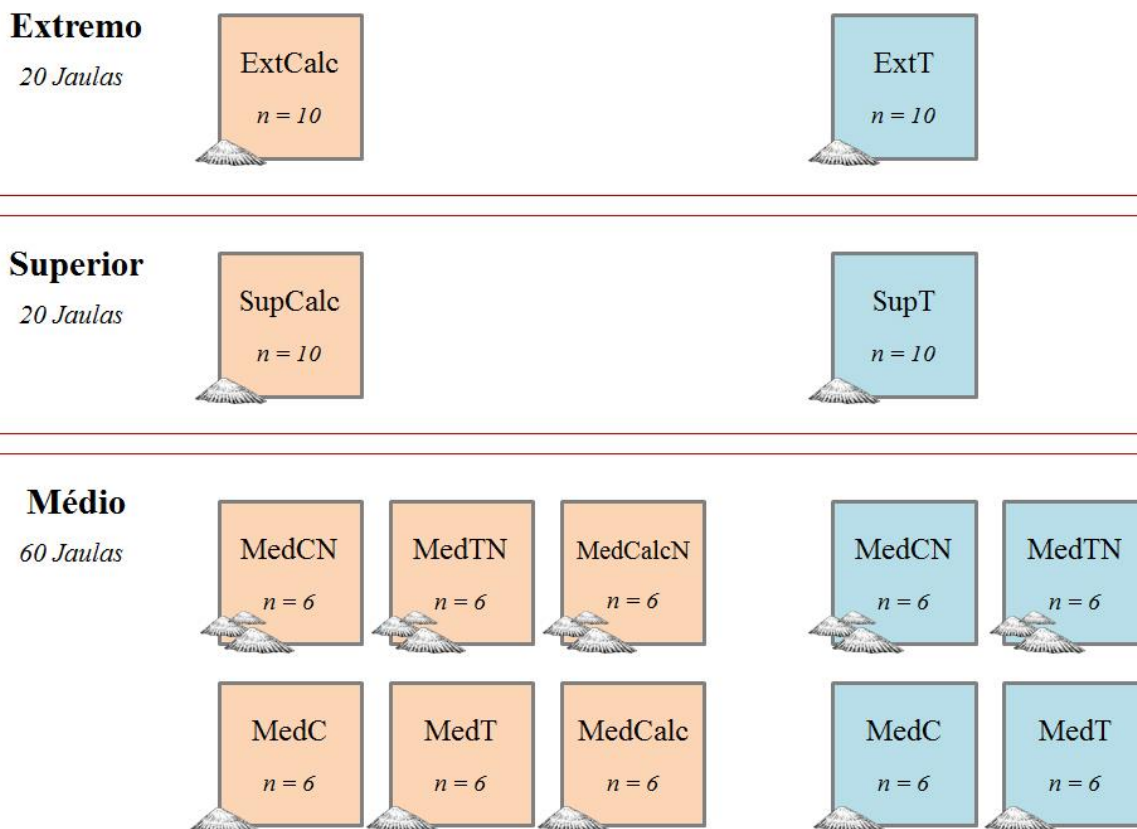 Extremo
20 Jaulas
ExtCalc
n = 10
ExtT
n = 10
Superior
20 Jaulas
SupCalc
n = 10
SupT
n = 10
Médio
60 Jaulas
MedCN
n = 6
MedTN
n = 6
MedCalcN
n = 6
MedCN
n = 6
MedTN
n = 6
MedC
n = 6
MedT
n = 6
MedCalc
n = 6
MedC
n = 6
MedT
n = 6